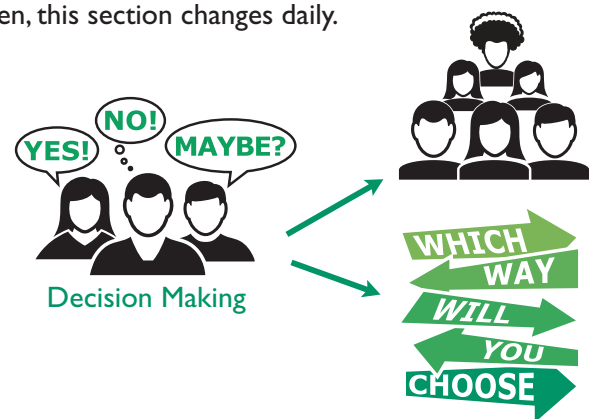 en, this section changes daily.
NO!
YES!
MAYBE?
Decision Making
WHICH
WAY
WILL
YOU
CHOOSE